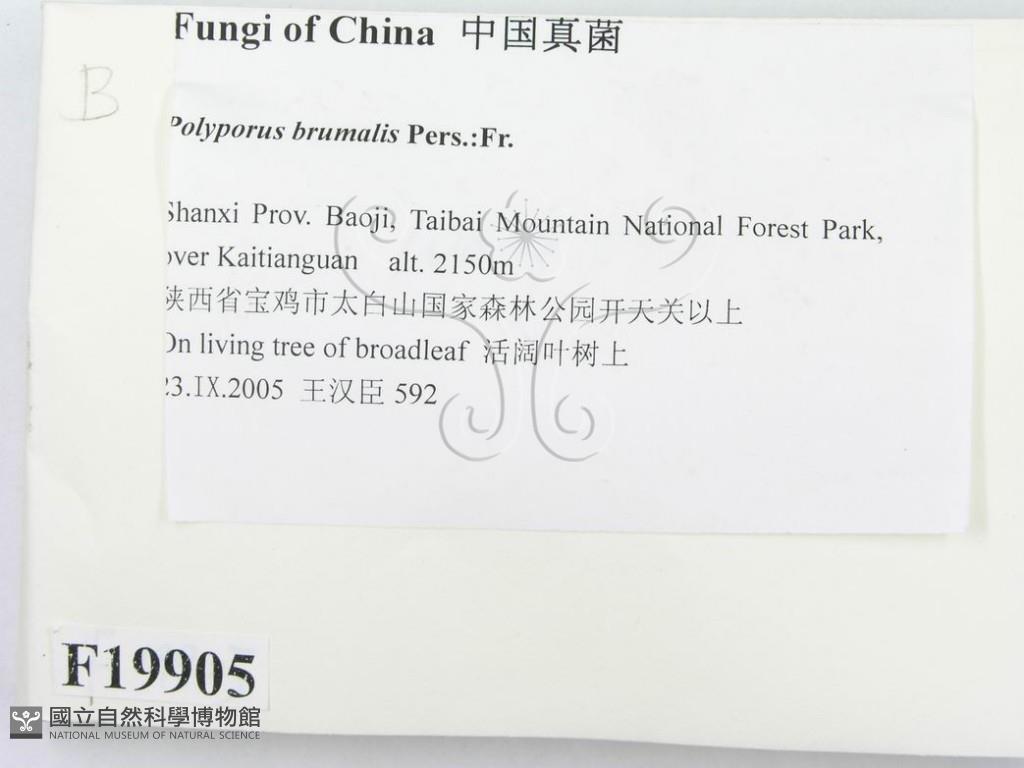 Fungi of China 中国真菌
B
Polyporus brumalis Pers.:Fr.
Shanxi Prov. Baoji, Taibai Mountain National Forest Park,
over Kaitianguan alt. 2150m
陕西省宝鸡市太白山国家森林公园开天关以上
On living tree of broadleaf 活阔叶树上
23.IX.2005 王汉臣 592
F19905
國立自然科學博物館
NATIONAL MUSEUM OF NATURAL SCIENCE